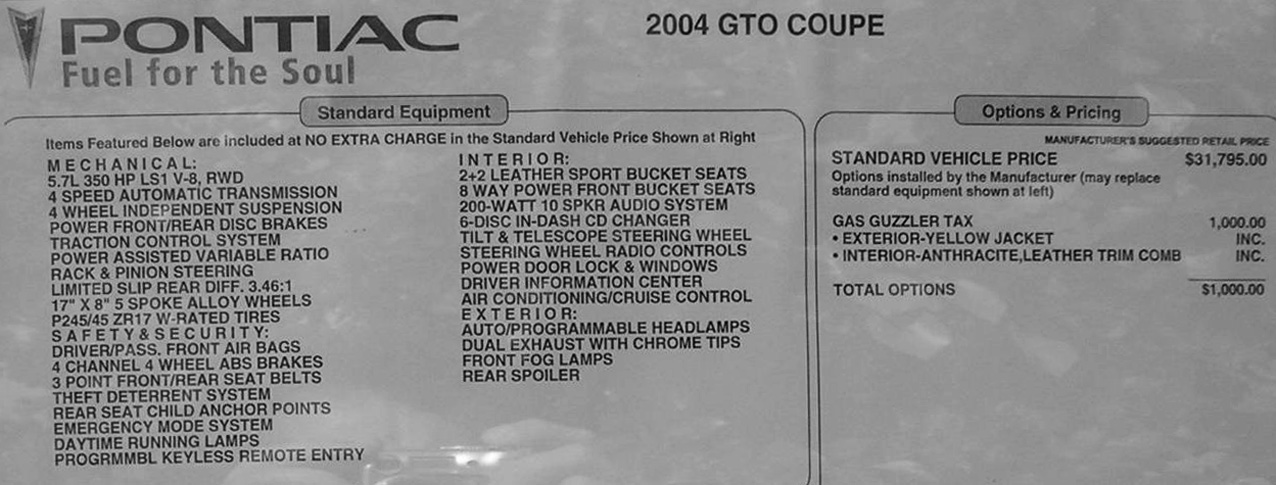 PONTIAC
Fuel for the Soul
2004 GTO COUPE
Standard Equipment
Items Featured Below are included at NO EXTRA CHARGE in the Standard Vehicle Price Shown at Right
MECHANICAL:
5.7L 350 HP LS1 V-8, RWD
4 SPEED AUTOMATIC TRANSMISSION
4 WHEEL INDEPENDENT SUSPENSION
POWER FRONT/REAR DISC BRAKES
TRACTION CONTROL SYSTEM
POWER ASSISTED VARIABLE RATIO
RACK & PINION STEERING
LIMITED SLIP REAR DIFF. 3.46:1
17" X 8" 5 SPOKE ALLOY WHEELS
P245/45 ZR17 W-RATED TIRES
SAFETY & SECURITY:
DRIVER/PASS. FRONT AIR BAGS
4 CHANNEL 4 WHEEL ABS BRAKES
3 POINT FRONT/REAR SEAT BELTS
THEFT DETERRENT SYSTEM
REAR SEAT CHILD ANCHOR POINTS
EMERGENCY MODE SYSTEM
DAYTIME RUNNING LAMPS
PROGRMMBL KEYLESS REMOTE ENTRY
INTERIOR:
2+2 LEATHER SPORT BUCKET SEATS
8 WAY POWER FRONT BUCKET SEATS
200-WATT 10 SPKR AUDIO SYSTEM
6-DISC IN-DASH CD CHANGER
TILT & TELESCOPE STEERING WHEEL
STEERING WHEEL RADIO CONTROLS
POWER DOOR LOCK & WINDOWS
DRIVER INFORMATION CENTER
AIR CONDITIONING/CRUISE CONTROL
EXTERIOR:
AUTO/PROGRAMMABLE HEADLAMPS
DUAL EXHAUST WITH CHROME TIPS
FRONT FOG LAMPS
REAR SPOILER
Options & Pricing
MANUFACTURER'S SUGGESTED RETAIL PRICE
STANDARD VEHICLE PRICE $31,795.00
Options installed by the Manufacturer (may replace
standard equipment shown at left)
GAS GUZZLER TAX 1,000.00
• EXTERIOR-YELLOW JACKET INC.
• INTERIOR-ANTHRACITE,LEATHER TRIM COMB INC.
TOTAL OPTIONS $1,000.00